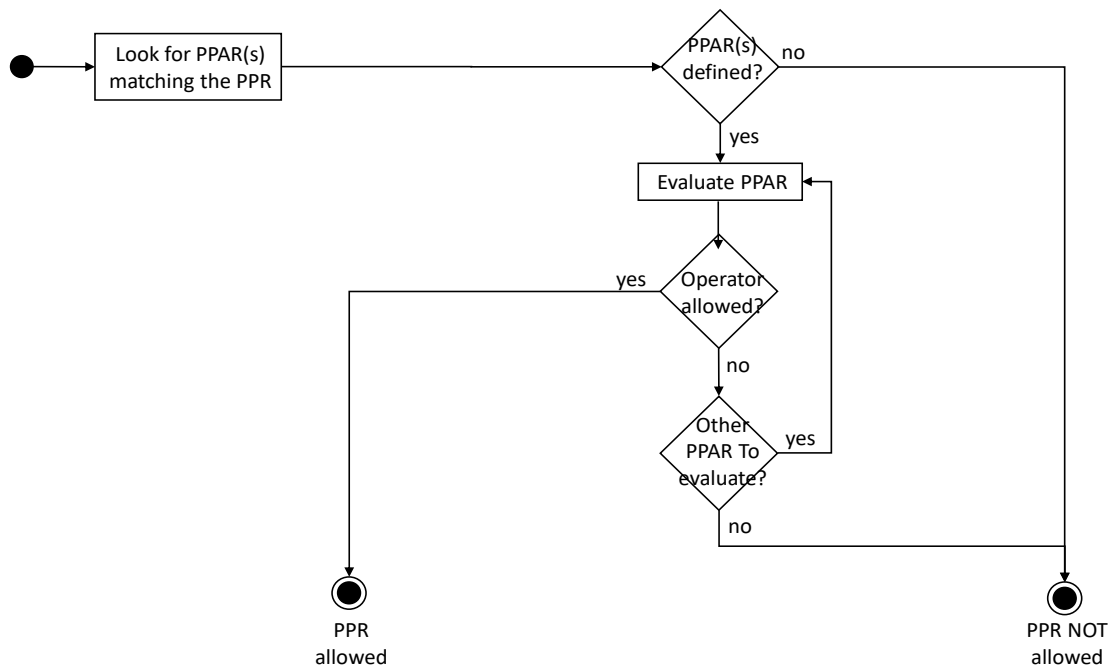 Look for PPAR(s)
matching the PPR
PPAR(s)
defined?
no
yes
Evaluate PPAR
yes
Operator
allowed?
no
Other
PPAR To
evaluate?
yes
no
PPR
allowed
PPR NOT
allowed